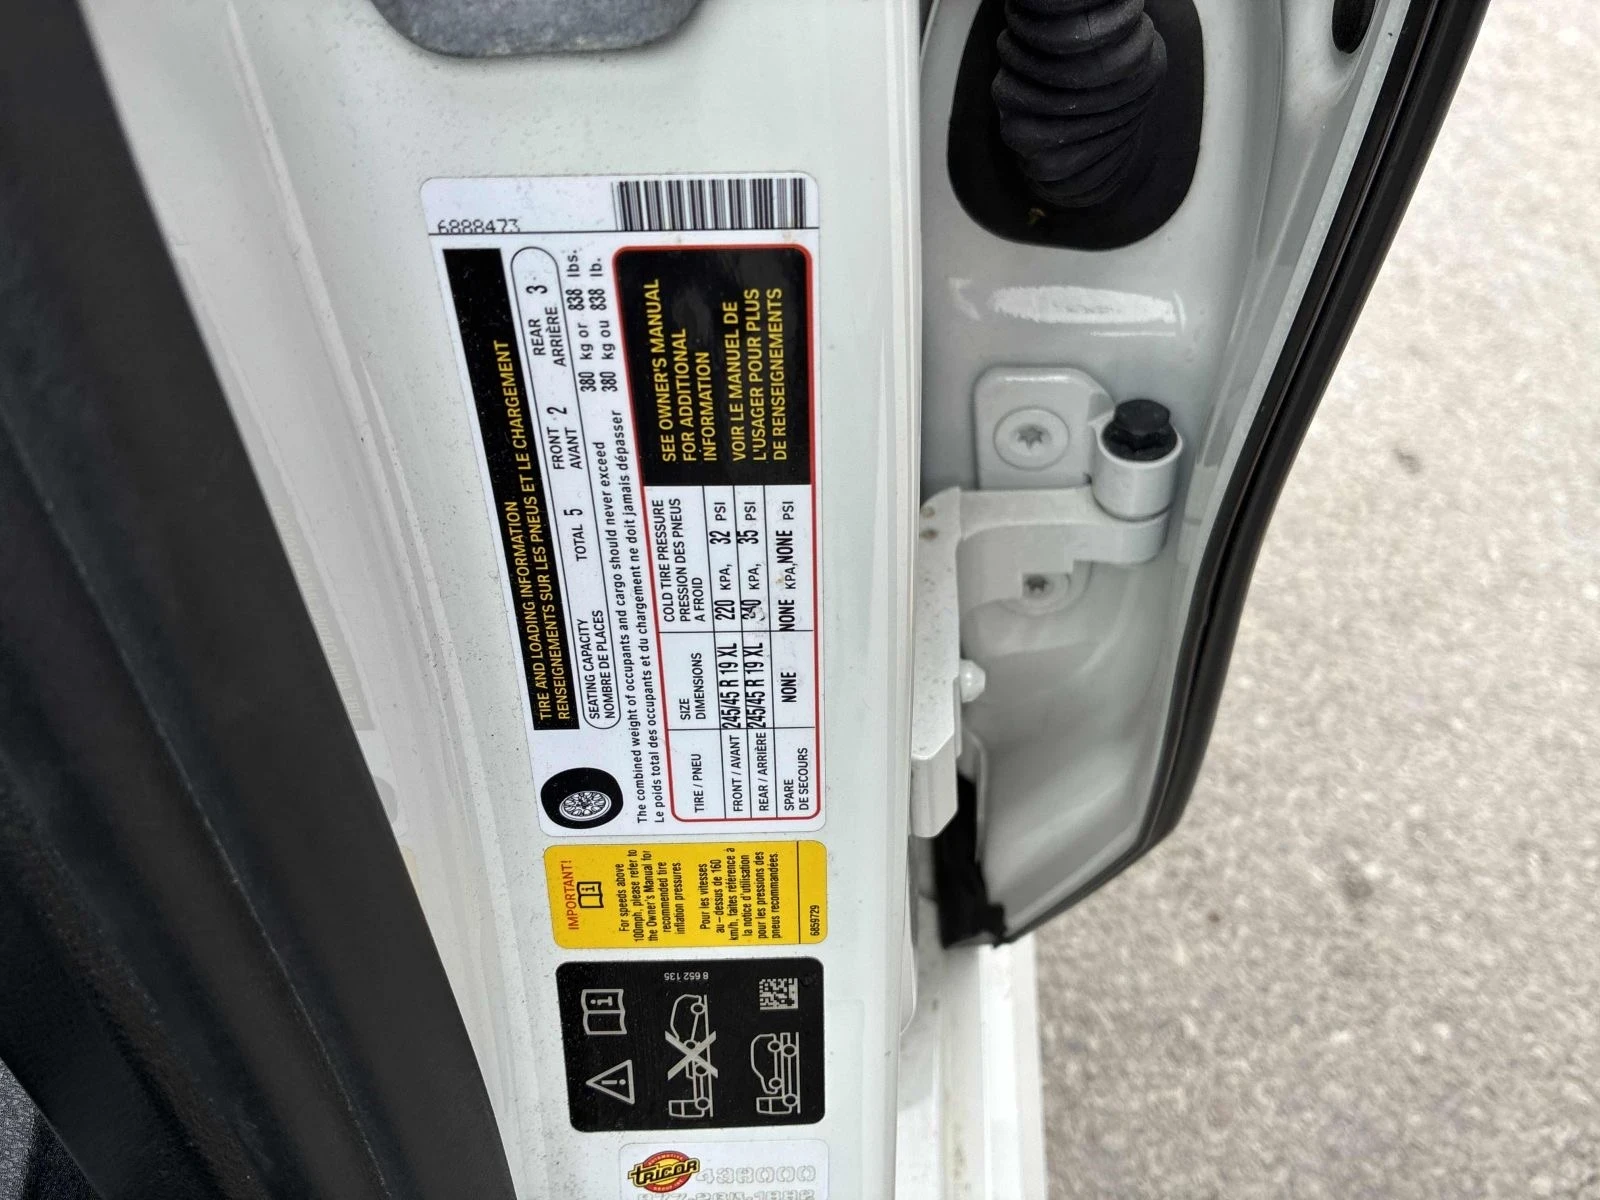 6888473
TIRE AND LOADING INFORMATION
RENSEIGNEMENTS SUR LES PNEUS ET LE CHARGEMENT
SEATING CAPACITY TOTAL 5 FRONT 2 REAR 3
NOMBRE DE PLACES AVANT ARRIÈRE
The combined weight of occupants and cargo should never exceed 380 kg or 838 lbs.
Le poids total des occupants et du chargement ne doit jamais dépasser 380 kg ou 838 lb.
TIRE / PNEU
SIZE
DIMENSIONS
COLD TIRE PRESSURE
PRESSION DES PNEUS
A FROID
FRONT / AVANT 245/45 R 19 XL 220 KPA, 32 PSI
REAR / ARRIÈRE 245/45 R 19 XL 240 KPA, 35 PSI
SPARE
DE SECOURS
NONE NONE KPA, NONE PSI
SEE OWNER'S MANUAL
FOR ADDITIONAL
INFORMATION
VOIR LE MANUEL DE
L'USAGER POUR PLUS
DE RENSEIGNEMENTS
IMPORTANT!
For speeds above
100mph, please refer to
the Owner's Manual for
recommended tire
inflation pressures
Pour les vitesses
au-dessus de 160
km/h, faites référence à
la notice d'utilisation
pour les pressions des
pneus recommandées.
6859729
8 652 135
TRICOR
AUTOMOTIVE
GROUP INC.